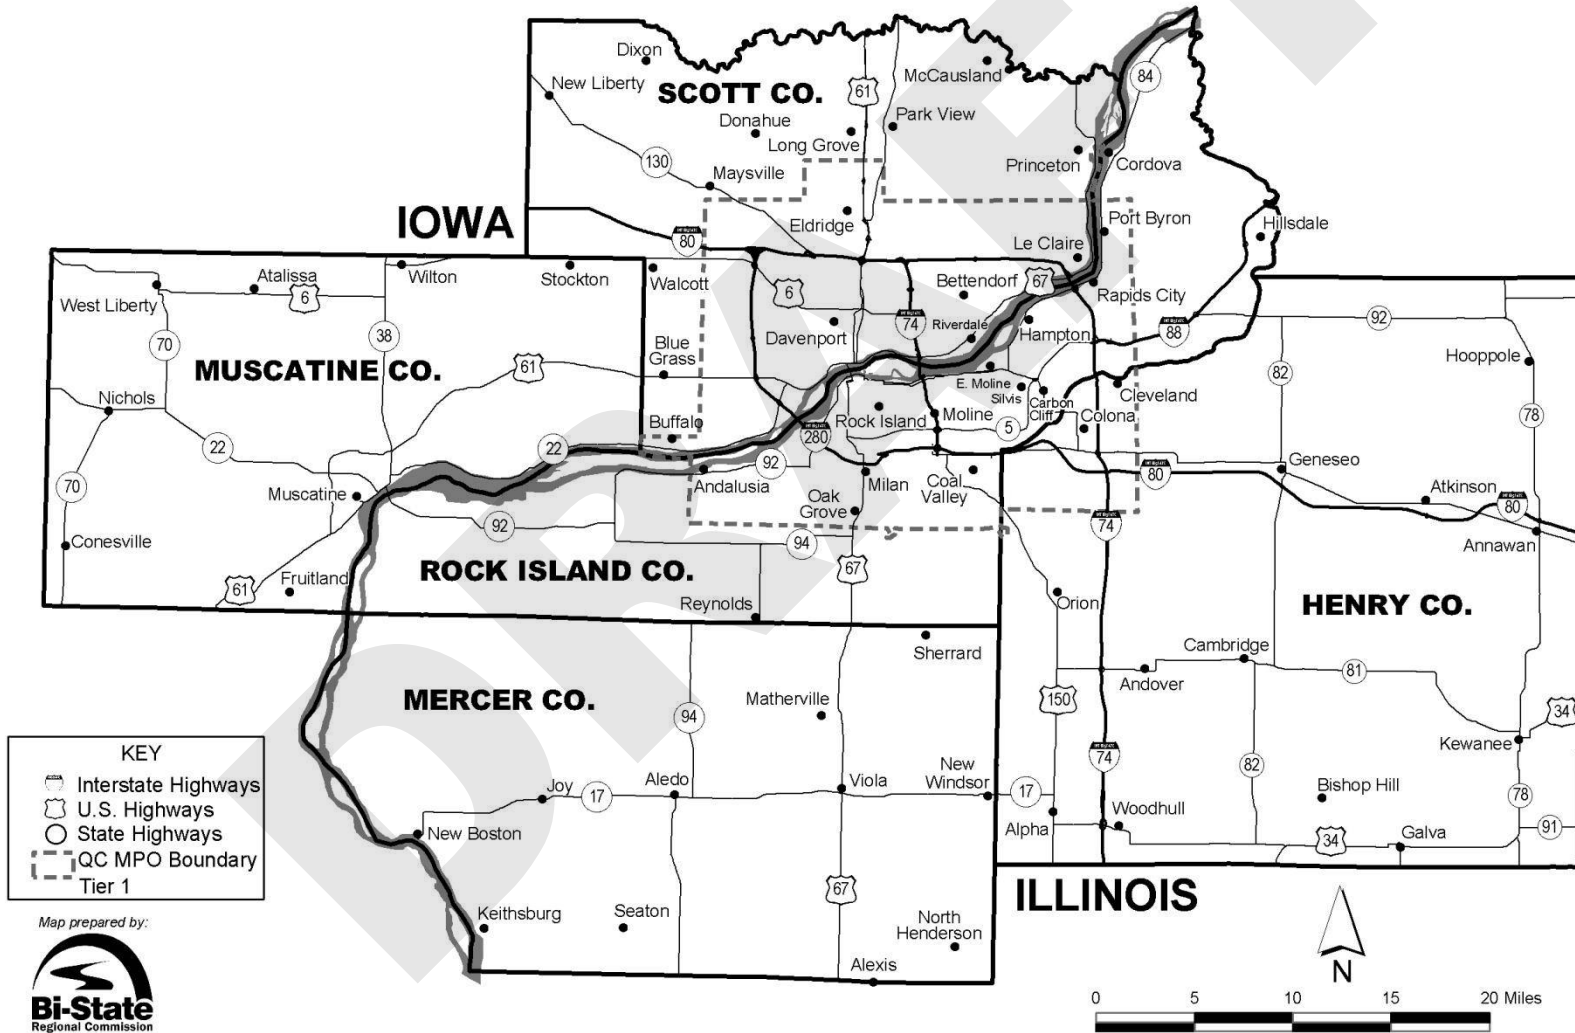 DRAFT
Dixon
McCausland
84
New Liberty
SCOTT CO.
61
Park View
Donahue
Long Grove
130
Princeton
Cordova
Maysville
IOWA
Eldridge
Port Byron
Hillsdale
80
Le Claire
Atalissa
Wilton
Stockton
Walcott
Bettendorf
67
Rapids City
West Liberty
6
6
38
Davenport
74
Riverdale
Hampton
88
92
70
61
Blue
Grass
Hooppole
MUSCATINE CO.
82
E. Moline
Silvis
Carbon
Cliff
Cleveland
Nichols
Rock Island
Moline
Colona
78
Buffalo
280
5
22
22
92
Andalusia
Milan
Coal
Valley
80
Geneseo
70
Muscatine
Oak
Grove
Atkinson
80
92
74
Conesville
94
Annawan
ROCK ISLAND CO.
67
61
Fruitland
Reynolds
Orion
HENRY CO.
Sherrard
Cambridge
MERCER CO.
Matherville
Andover
81
94
150
34
Kewanee
74
82
KEY
Interstate Highways
U.S. Highways
State Highways
QC MPO Boundary
Tier 1
Joy
17
Aledo
Viola
New
Windsor
17
Bishop Hill
78
New Boston
Alpha
Woodhull
34
Galva
91
67
ILLINOIS
Keithsburg
Seaton
North
Henderson
Alexis
N
Map prepared by:
Bi-State
Regional Commission
0 5 10 15 20 Miles